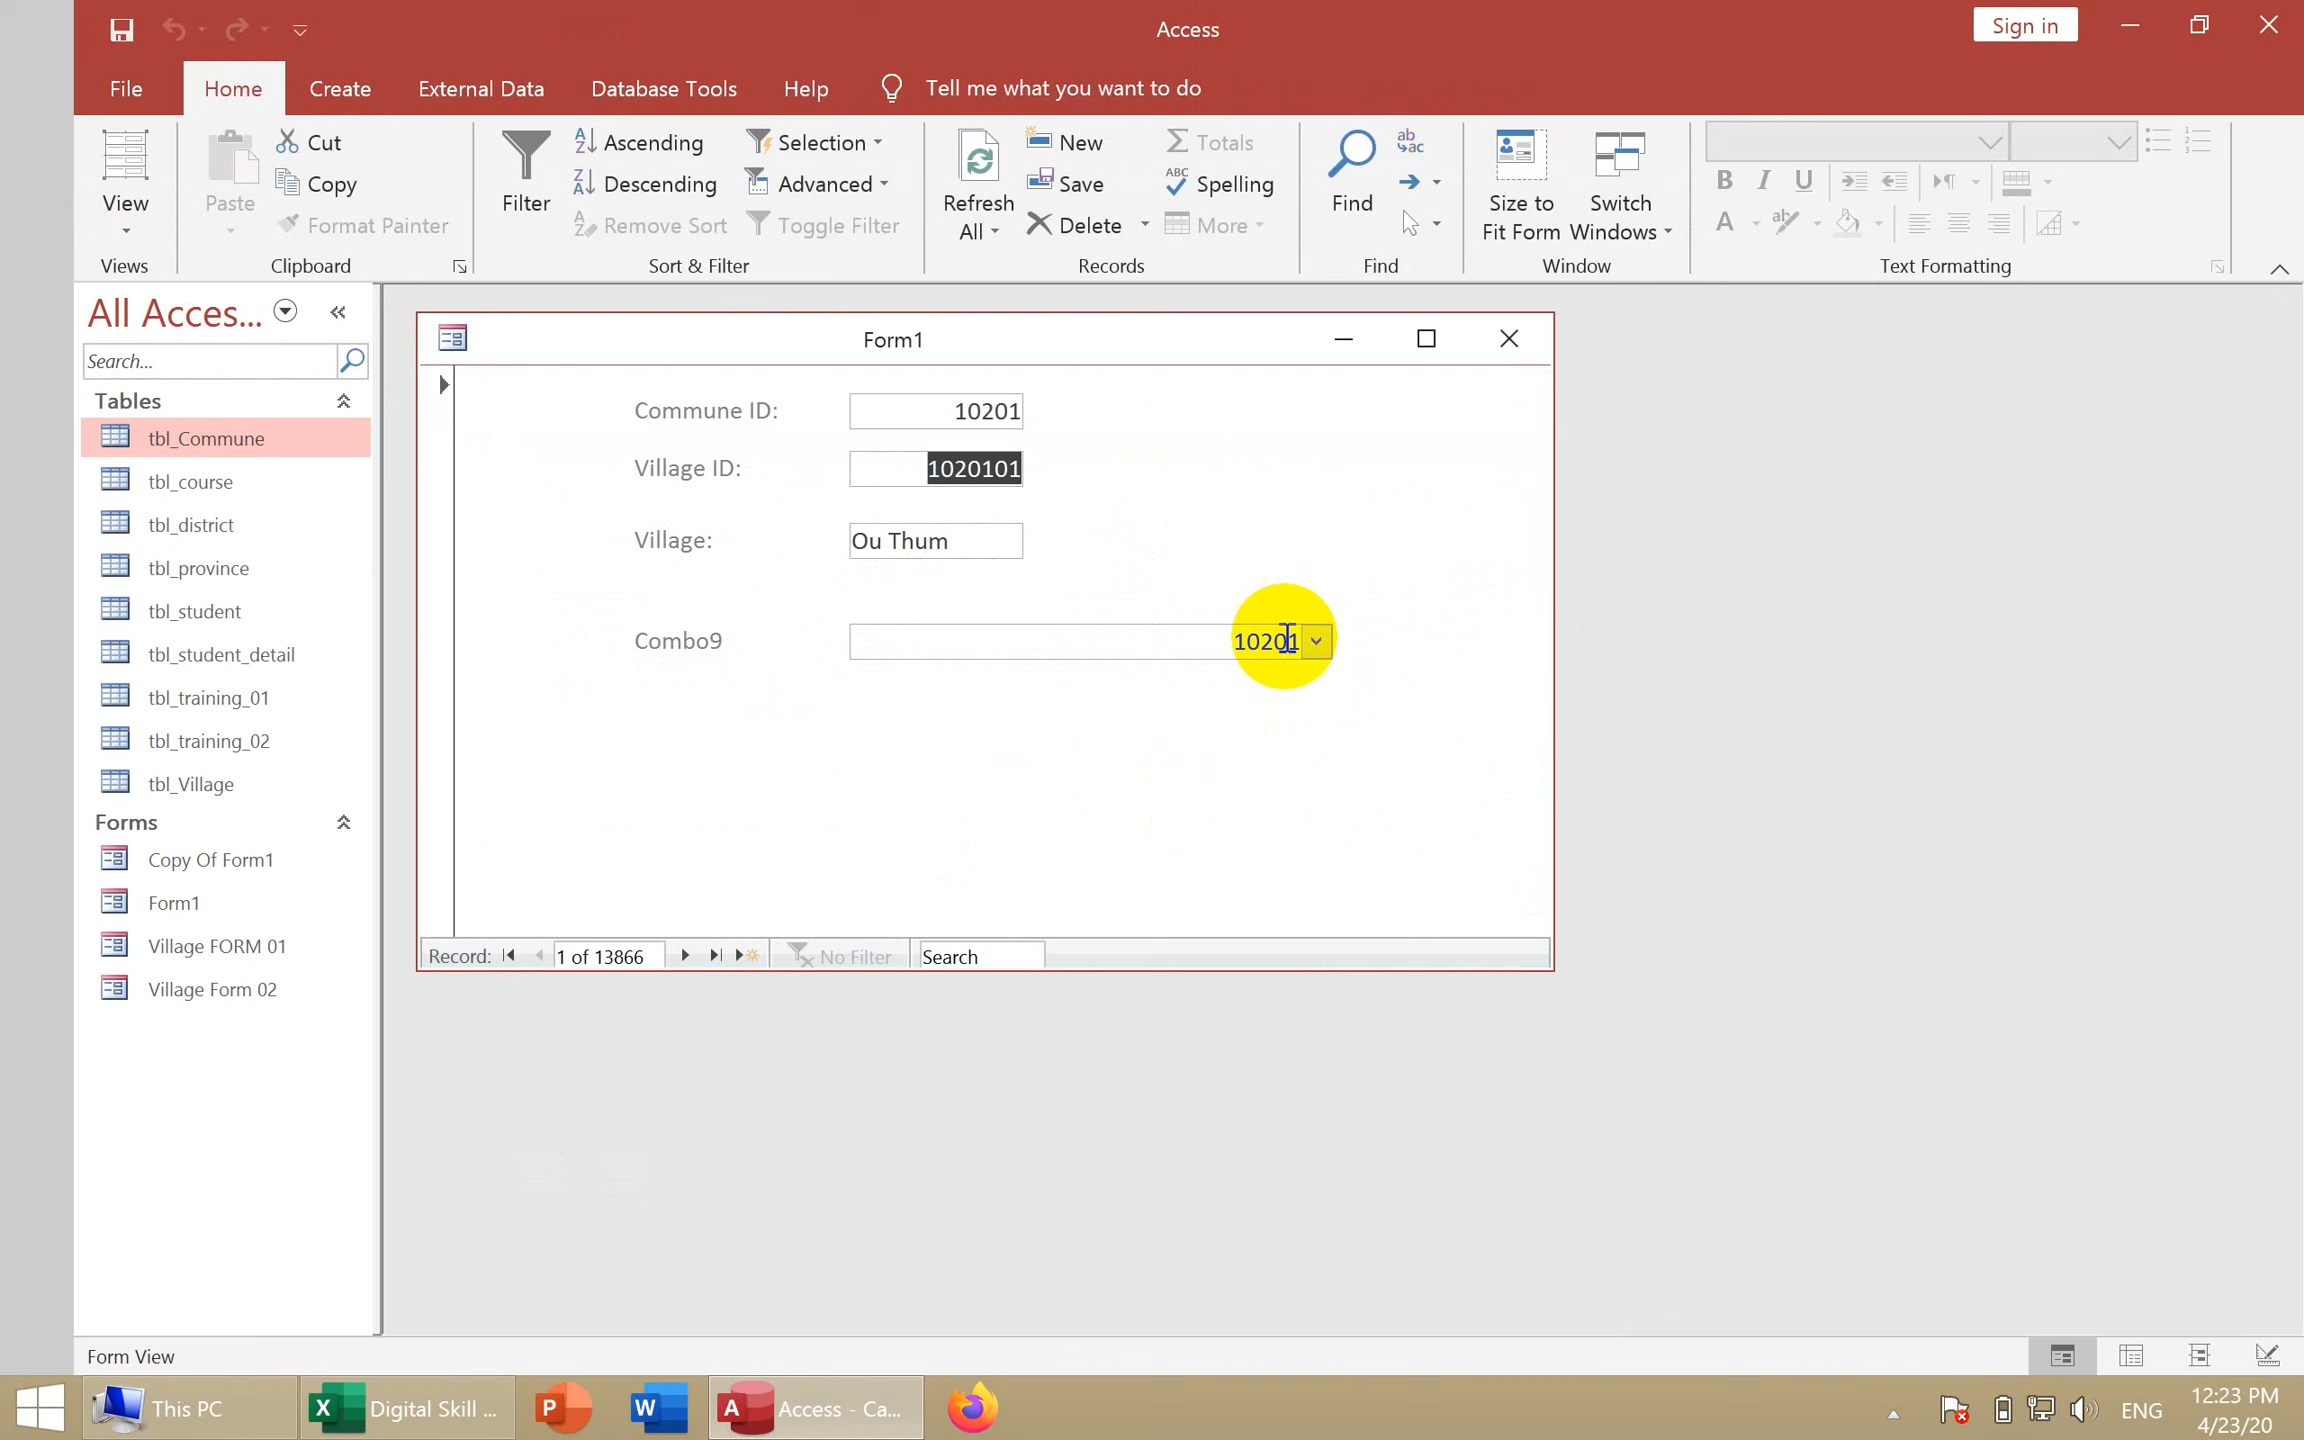 Access
Sign in
File
Home
Create
External Data
Database Tools
Help
Tell me what you want to do
View
Paste
Cut
Copy
Format Painter
Filter
Ascending
Descending
Remove Sort
Selection
Advanced
Toggle Filter
Refresh All
New
Save
Delete
Totals
Spelling
More
Find
Size to Fit Form
Switch Windows
Views
Clipboard
Sort & Filter
Records
Find
Window
Text Formatting
All Acces...
Search...
Tables
tbl_Commune
tbl_course
tbl_district
tbl_province
tbl_student
tbl_student_detail
tbl_training_01
tbl_training_02
tbl_Village
Forms
Copy Of Form1
Form1
Village FORM 01
Village Form 02
Form1
Commune ID: 10201
Village ID: 1020101
Village: Ou Thum
Combo9 10201
Record: 1 of 13866 No Filter Search
Form View
This PC
Digital Skill ...
Access - Ca...
ENG
12:23 PM
4/23/20